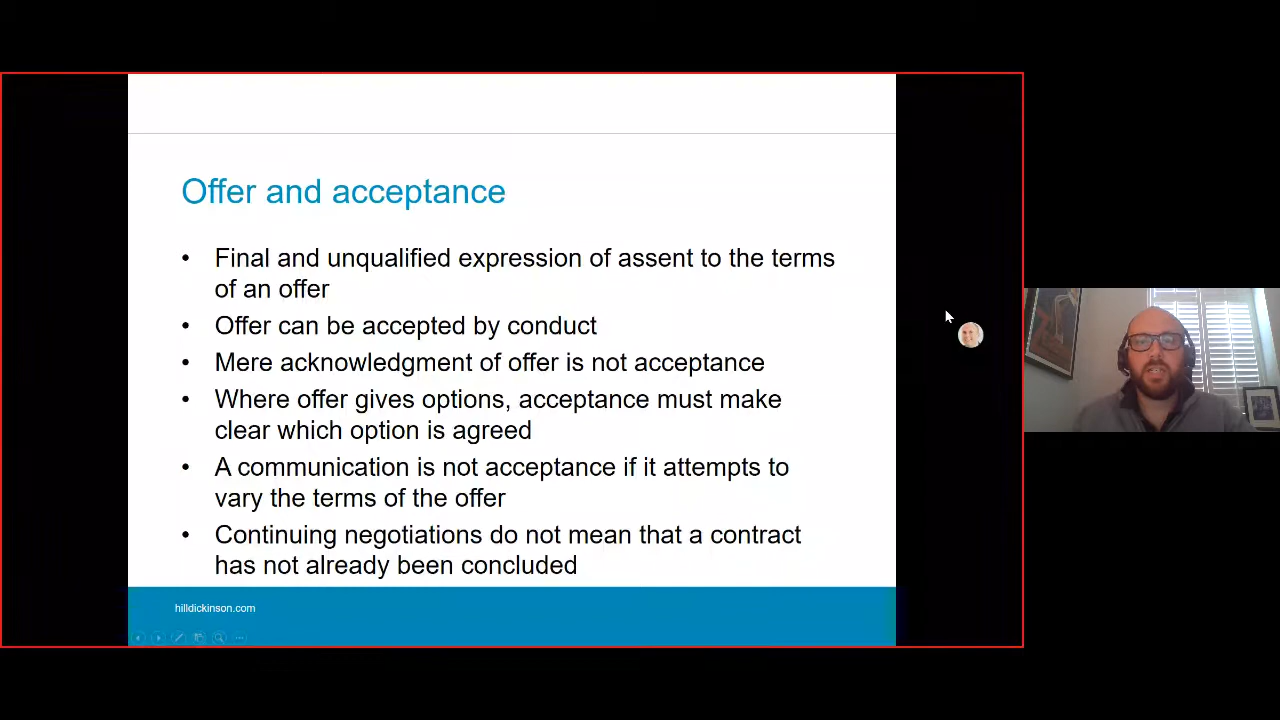 Offer and acceptance
• Final and unqualified expression of assent to the terms
of an offer
• Offer can be accepted by conduct
• Mere acknowledgment of offer is not acceptance
• Where offer gives options, acceptance must make
clear which option is agreed
• A communication is not acceptance if it attempts to
vary the terms of the offer
• Continuing negotiations do not mean that a contract
has not already been concluded
hilldickinson.com